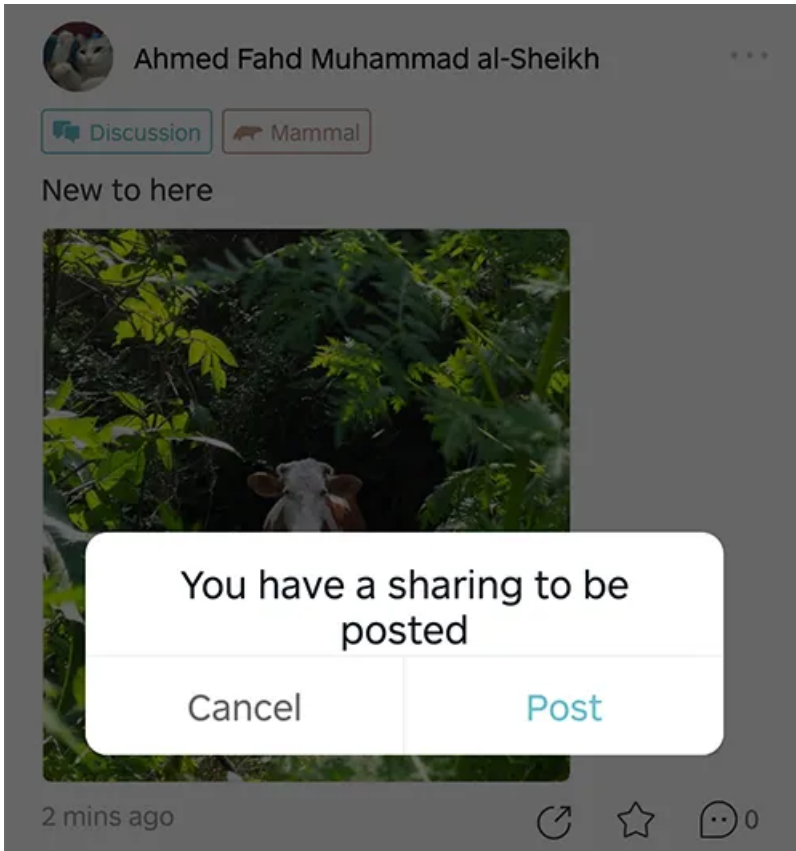 Ahmed Fahd Muhammad al-Sheikh
Discussion Mammal
New to here
You have a sharing to be
posted
Cancel Post
2 mins ago 0